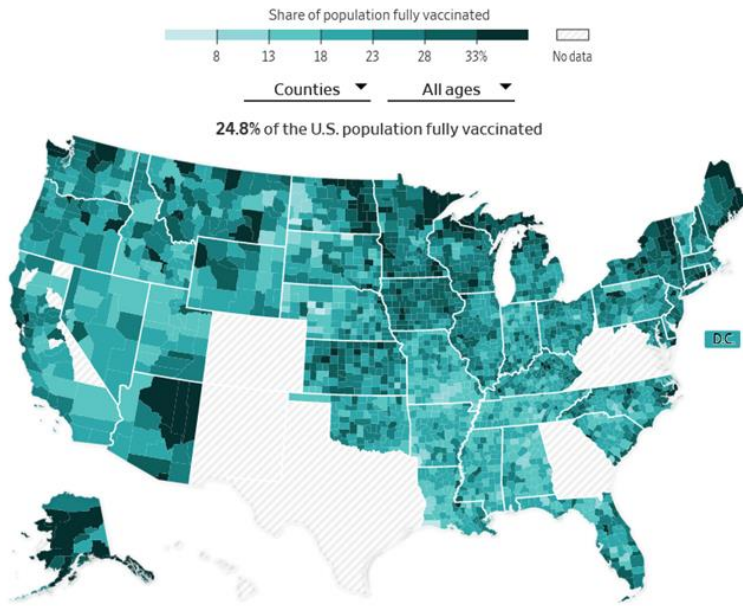 Share of population fully vaccinated
8 13 18 23 28 33% No data
Counties All ages
24.8% of the U.S. population fully vaccinated
DC